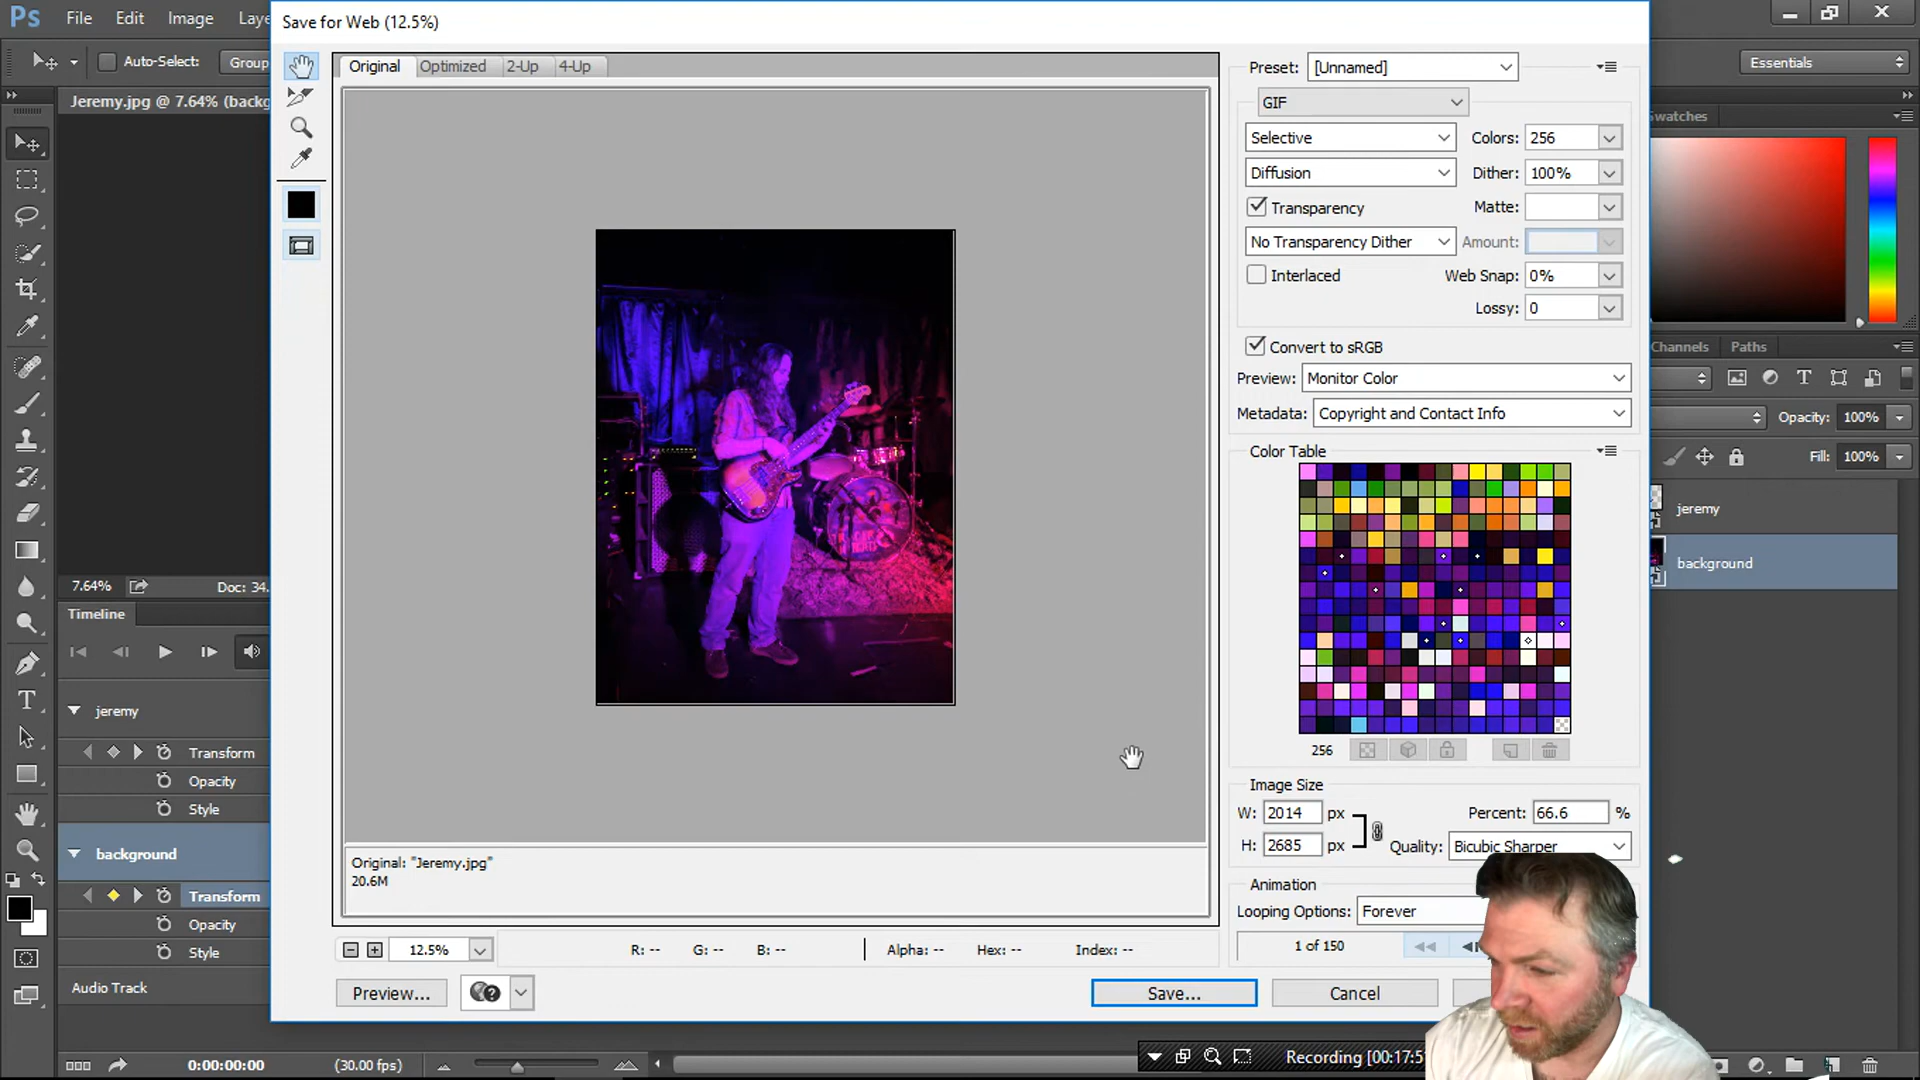 Ps File Edit Image Laye
Save for Web (12.5%)
Auto-Select: Group
Essentials
Jeremy.jpg @ 7.64% (backg
Original Optimized 2-Up 4-Up
Preset: [Unnamed]
GIF
Swatches
Selective Colors: 256
Diffusion Dither: 100%
Transparency Matte:
No Transparency Dither Amount:
Interlaced Web Snap: 0%
Lossy: 0
Convert to sRGB
Channels Paths
Preview: Monitor Color
Metadata: Copyright and Contact Info
Opacity: 100%
Color Table
Fill: 100%
jeremy
background
7.64% Doc: 34.
Timeline
jeremy
Transform
Opacity
Style
background
Transform
Opacity
Style
Audio Track
256
Image Size
W: 2014 px Percent: 66.6 %
H: 2685 px Quality: Bicubic Sharper
Original: "Jeremy.jpg"
20.6M
Animation
Looping Options: Forever
1 of 150
12.5% R: -- G: -- B: -- Alpha: -- Hex: -- Index: --
Preview... Save... Cancel
0:00:00:00 (30.00 fps)
Recording [00:17:5